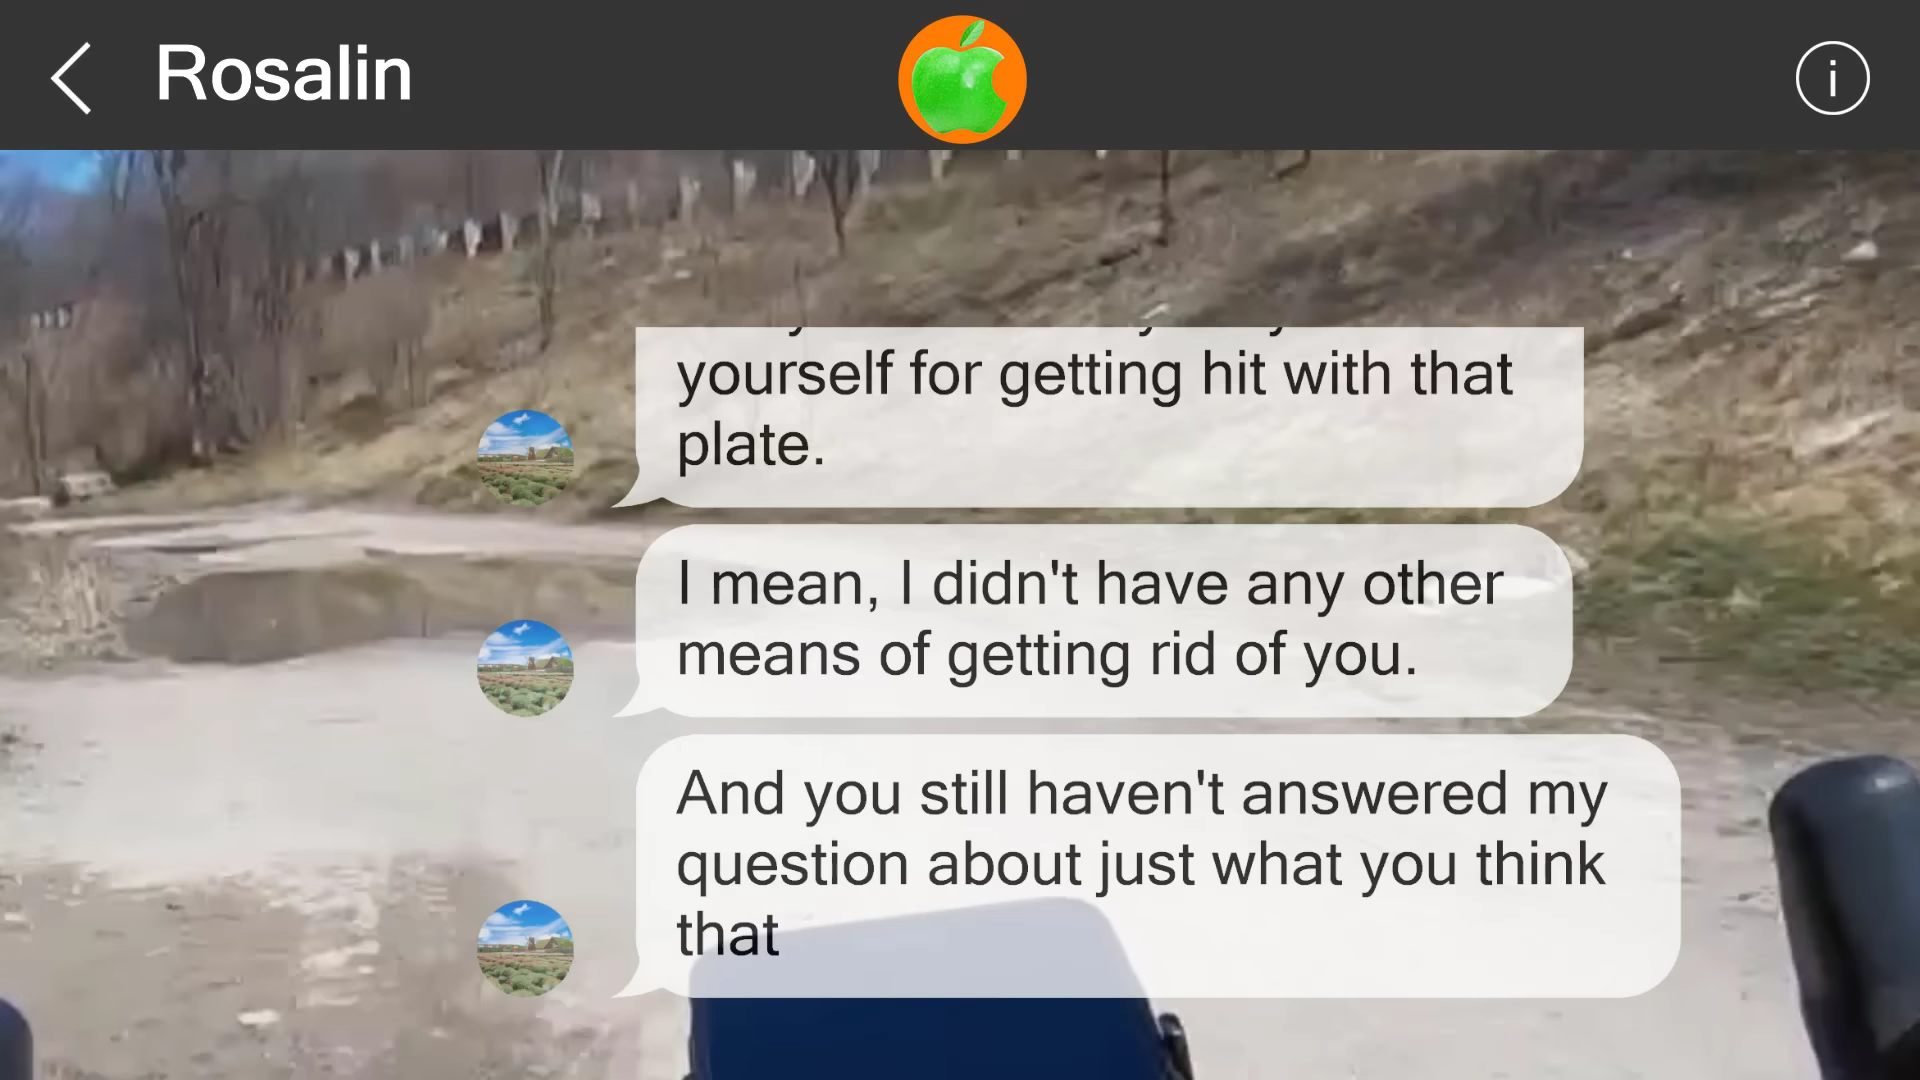 Rosalin
yourself for getting hit with that
plate.
I mean, I didn't have any other
means of getting rid of you.
And you still haven't answered my
question about just what you think
that